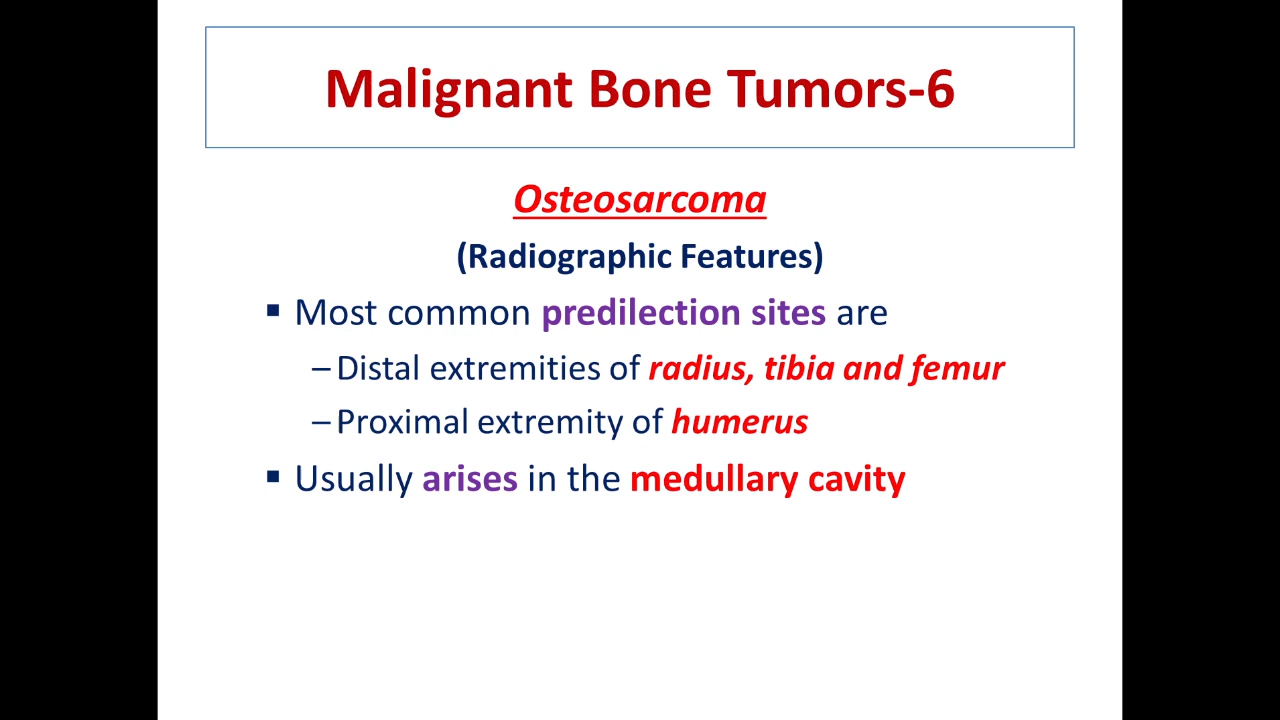 Malignant Bone Tumors-6
Osteosarcoma
(Radiographic Features)
▪ Most common predilection sites are
– Distal extremities of radius, tibia and femur
– Proximal extremity of humerus
▪ Usually arises in the medullary cavity